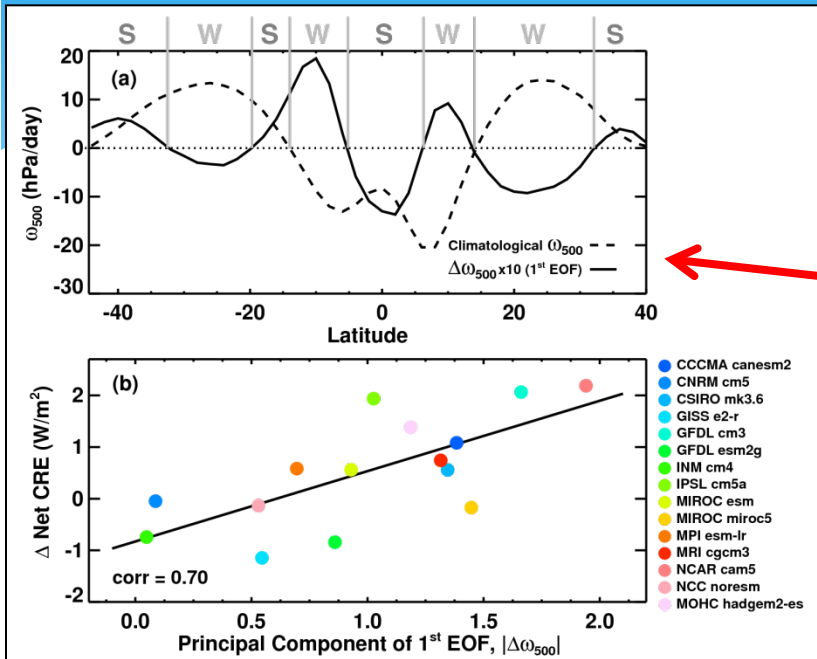 S W S W S W W S
(a)
20
10
0
-10
-20
-30
ω500 (hPa/day)
Climatological ω500
Δω500x10 (1st EOF)
-40 -20 0 20 40
Latitude
(b)
2
1
0
-1
-2
Δ Net CRE (W/m²)
corr = 0.70
0.0 0.5 1.0 1.5 2.0
Principal Component of 1st EOF, |Δω500|
CCCMA canesm2
CNRM cm5
CSIRO mk3.6
GISS e2-r
GFDL cm3
GFDL esm2g
INM cm4
IPSL cm5a
MIROC esm
MIROC miroc5
MPI esm-lr
MRI cgcm3
NCAR cam5
NCC noresm
MOHC hadgem2-es